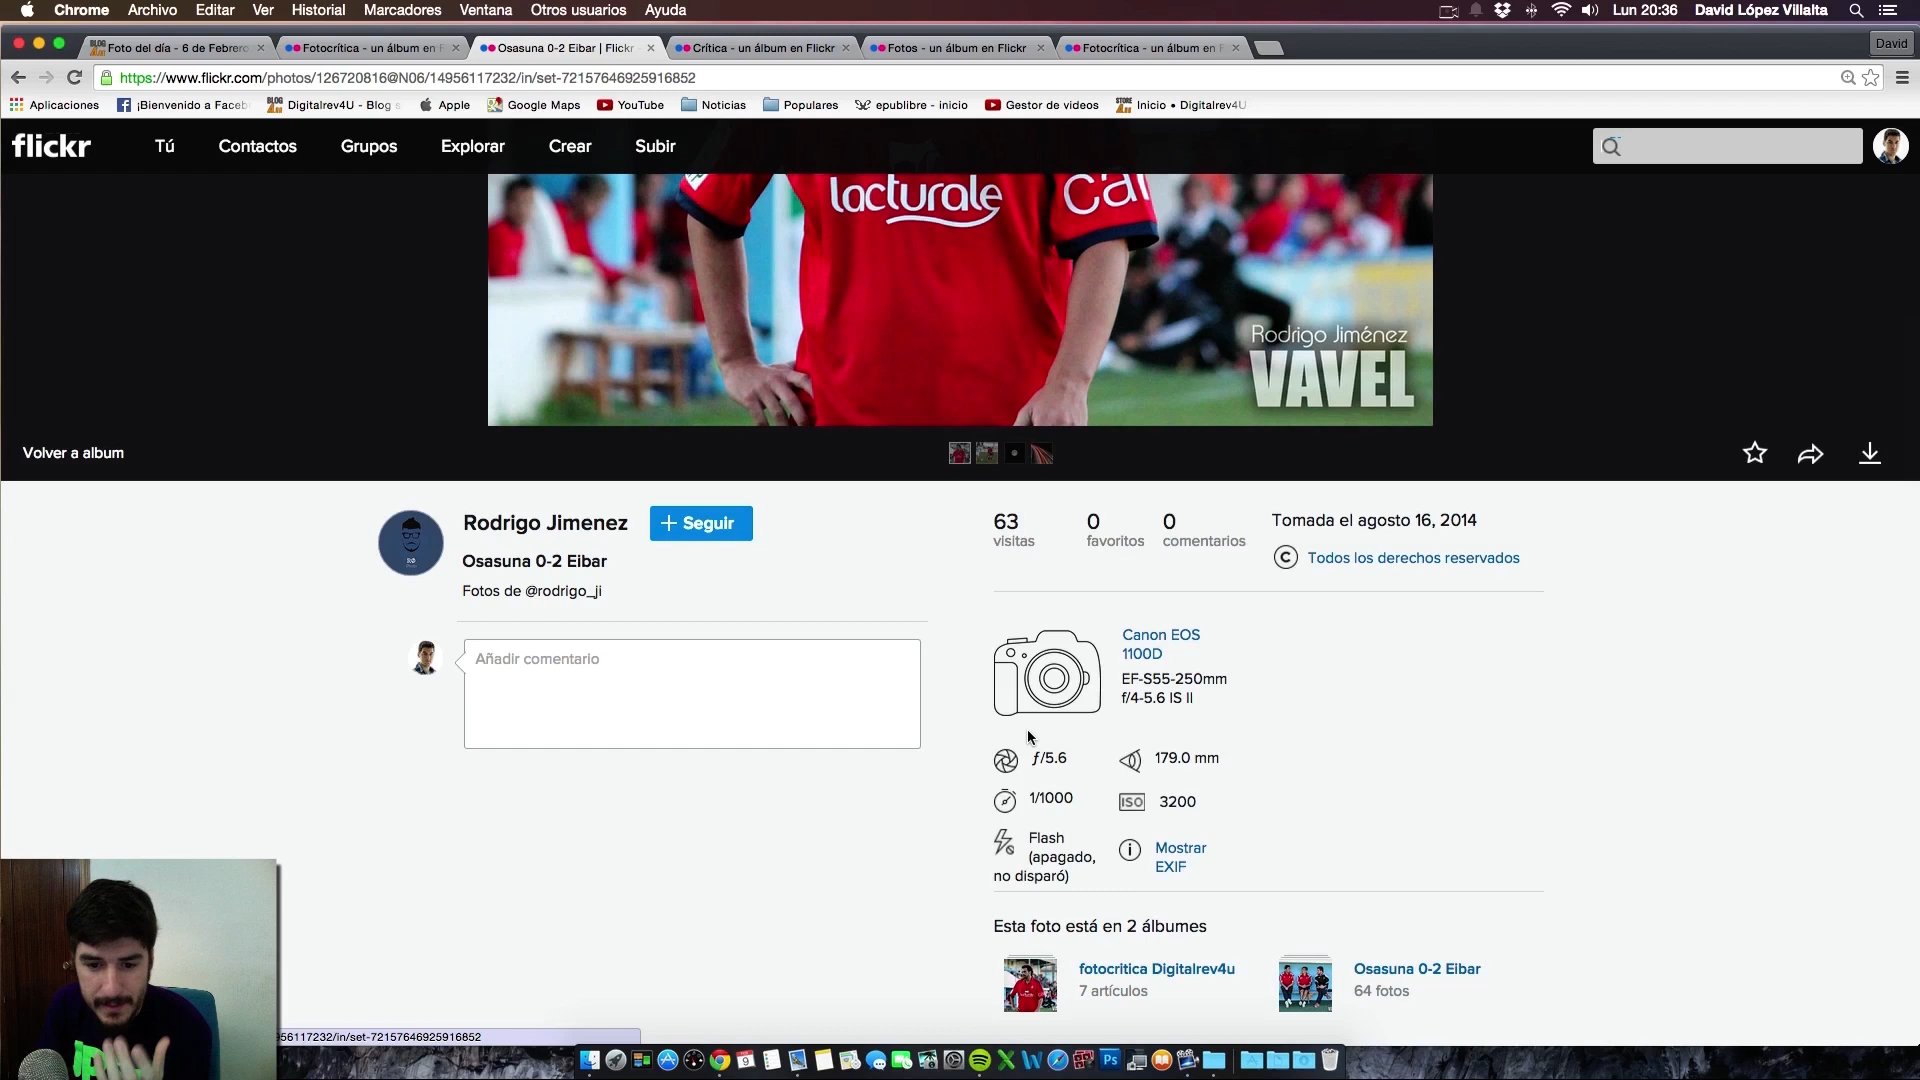 Chrome Archivo Editar Ver Historial Marcadores Ventana Otros usuarios Ayuda Lun 20:36 David López Villalta
Foto del día - 6 de Febrero Fotocrítica - un álbum en F Osasuna 0-2 Eibar | Flickr Crítica - un álbum en Flickr Fotos - un álbum en Flickr Fotocrítica - un álbum en F David
https://www.flickr.com/photos/126720816@N06/14956117232/in/set-72157646925916852
Aplicaciones ¡Bienvenido a Faceb Digitalrev4U - Blog s Apple Google Maps YouTube Noticias Populares epublibre - inicio Gestor de videos Inicio • Digitalrev4U
flickr Tú Contactos Grupos Explorar Crear Subir
lacturale Cai
Rodrigo Jiménez
VAVEL
Volver a album
Rodrigo Jimenez + Seguir
Osasuna 0-2 Eibar
Fotos de @rodrigo_ji
Añadir comentario
63 0 0 Tomada el agosto 16, 2014
visitas favoritos comentarios
C Todos los derechos reservados
Canon EOS
1100D
EF-S55-250mm
f/4-5.6 IS II
ƒ/5.6 179.0 mm
1/1000 ISO 3200
Flash
(apagado,
no disparó)
Mostrar
EXIF
Esta foto está en 2 álbumes
fotocritica Digitalrev4u
7 artículos
Osasuna 0-2 Eibar
64 fotos
956117232/in/set-72157646925916852
9
Ps